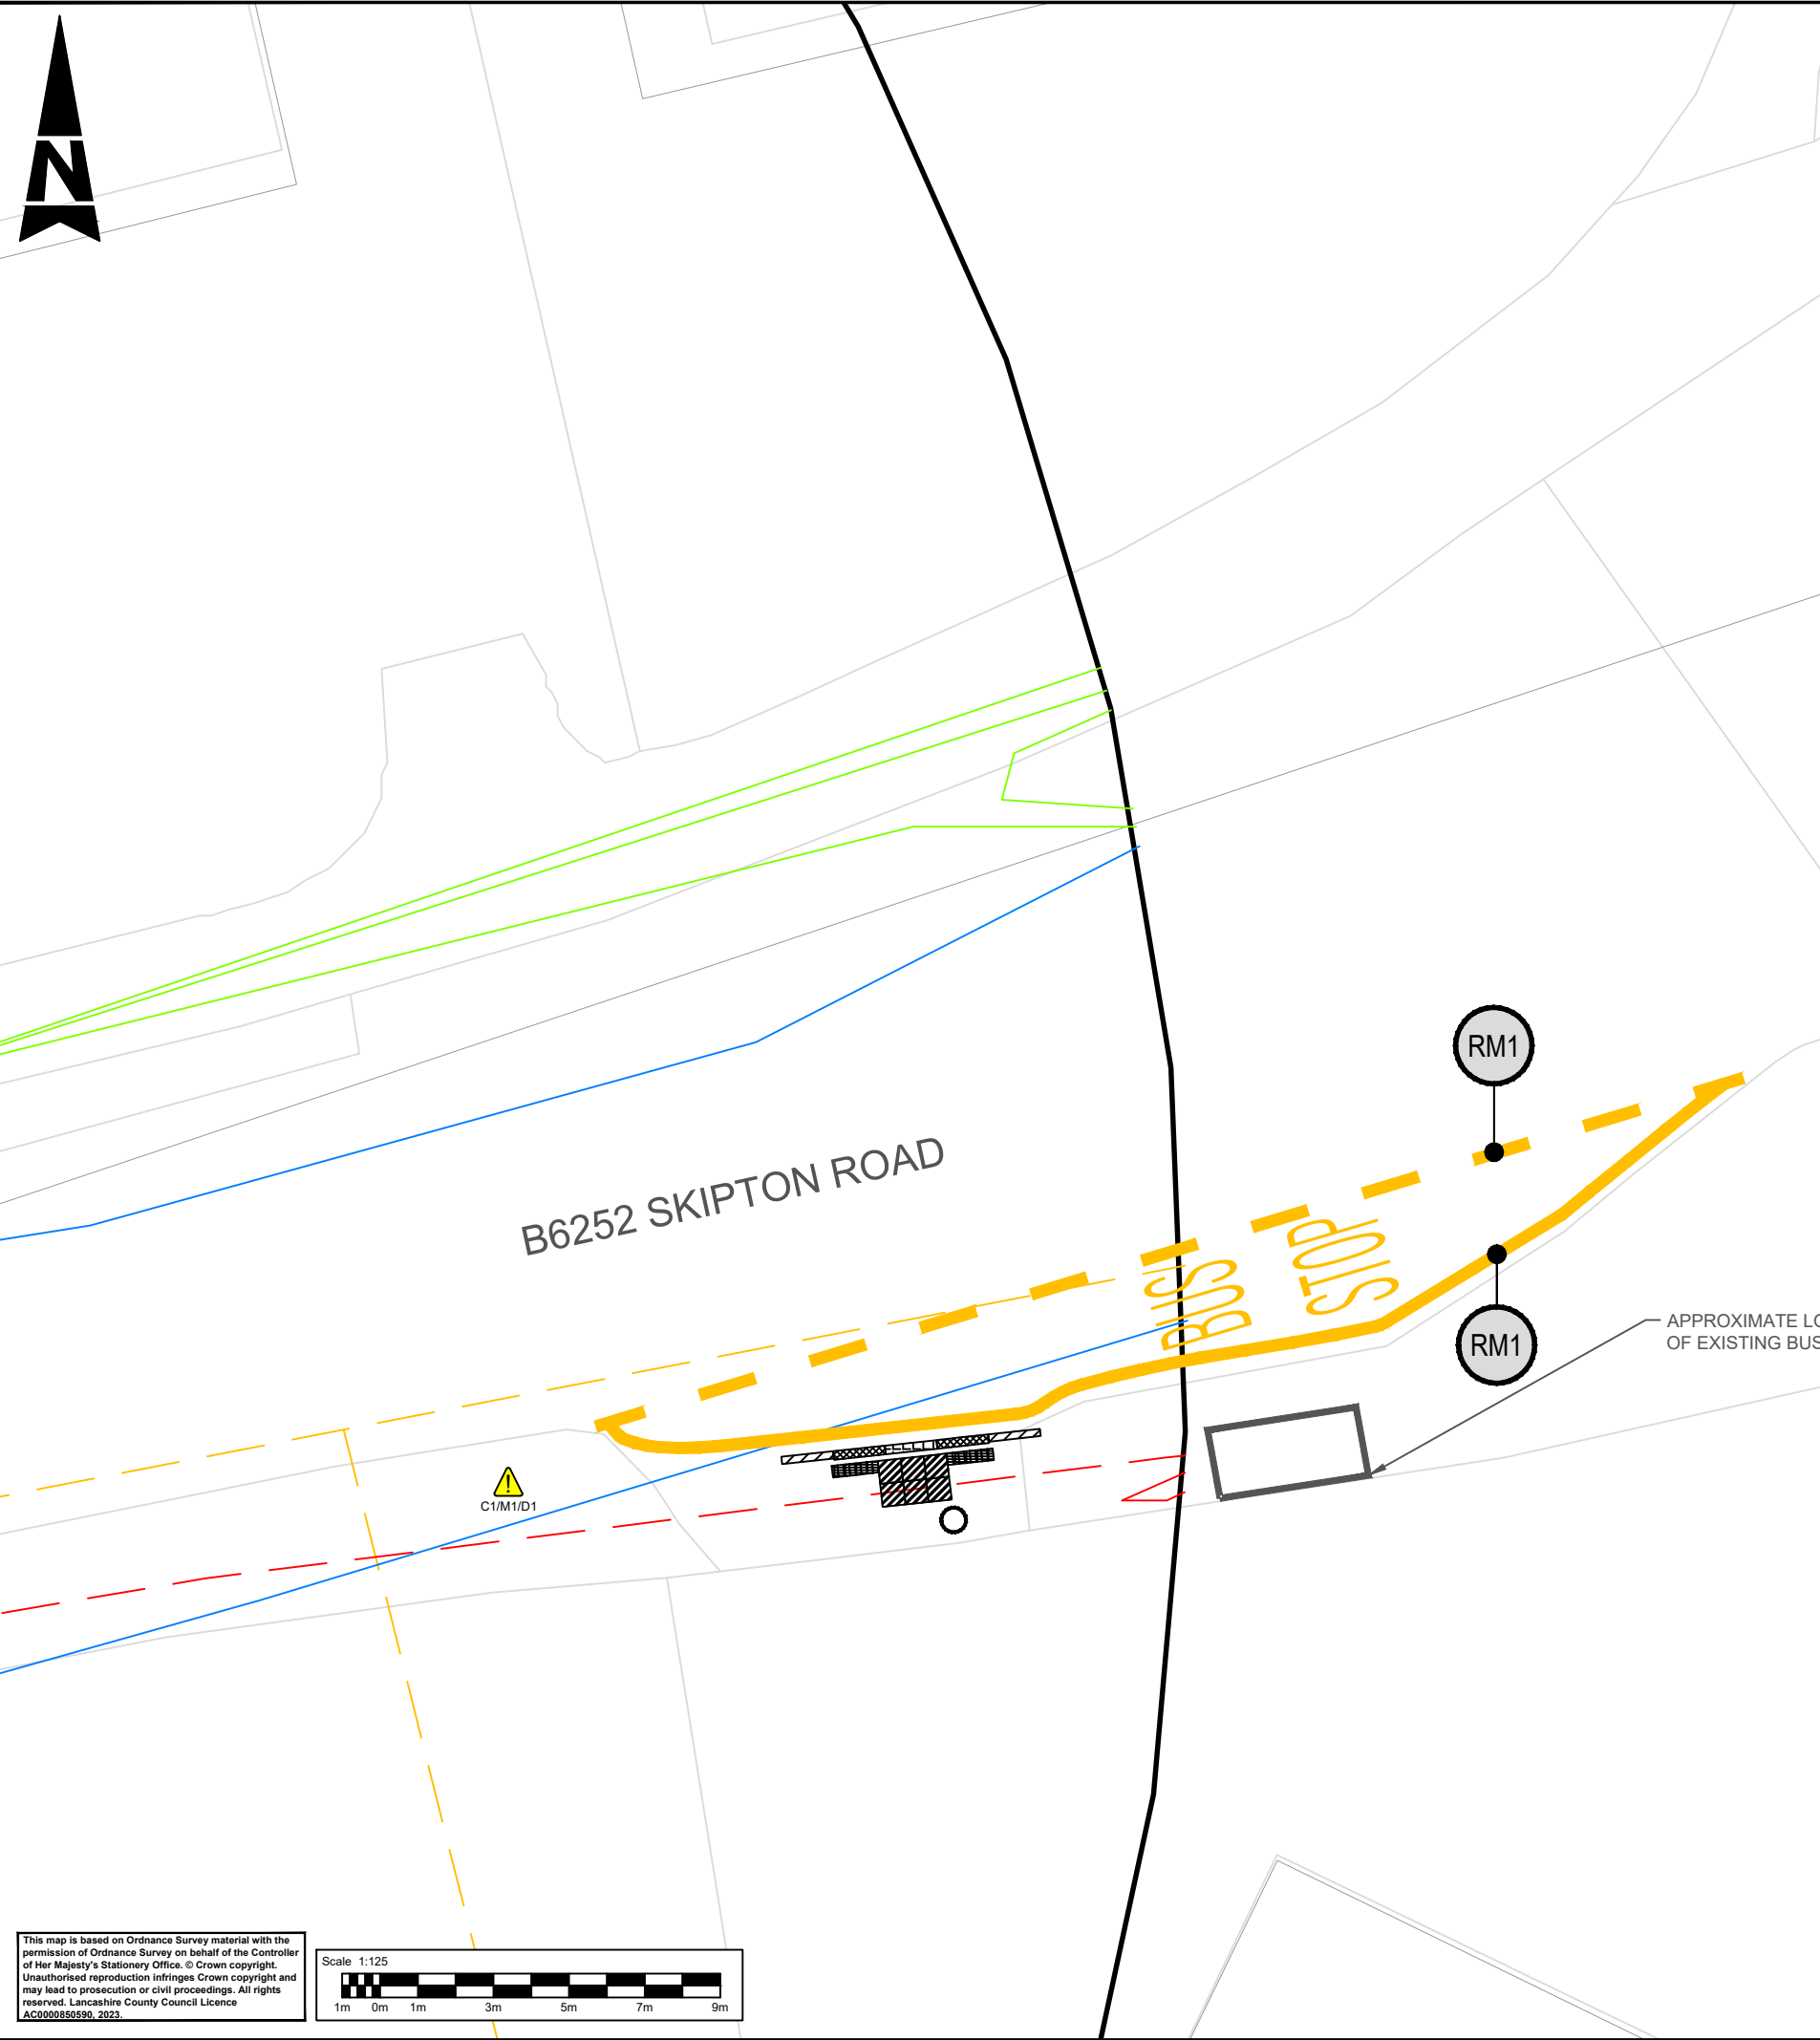 N
RM1
B6252 SKIPTON ROAD
BUS
STOP
RM1
APPROXIMATE LO
OF EXISTING BUS
C1/M1/D1
This map is based on Ordnance Survey material with the
permission of Ordnance Survey on behalf of the Controller
of Her Majesty's Stationery Office. © Crown copyright.
Unauthorised reproduction infringes Crown copyright and
may lead to prosecution or civil proceedings. All rights
reserved. Lancashire County Council Licence
AC0000850590, 2023.
Scale 1:125
1m 0m 1m 3m 5m 7m 9m